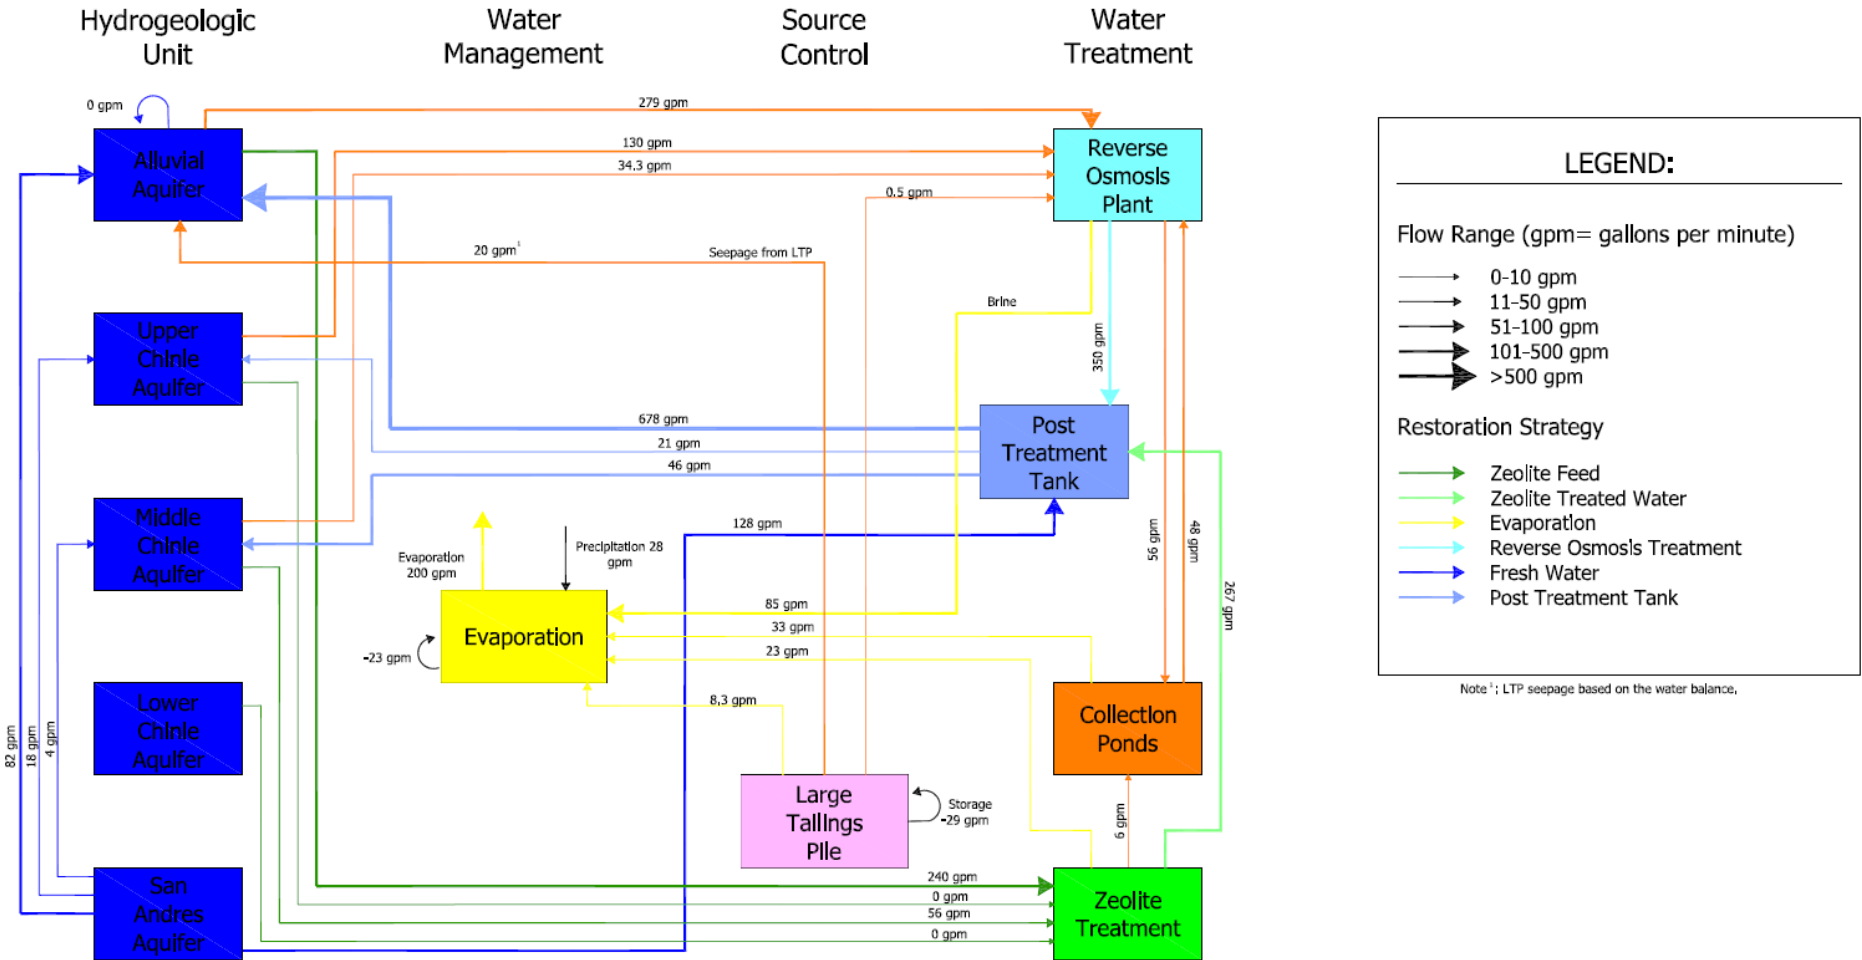 Hydrogeologic
Unit
Water
Management
Source
Control
Water
Treatment
0 gpm
279 gpm
Alluvial
Aquifer
130 gpm
34.3 gpm
0.5 gpm
Reverse
Osmosis
Plant
20 gpm¹
Seepage from LTP
Brine
350 gpm
Upper
Chinle
Aquifer
678 gpm
21 gpm
46 gpm
Post
Treatment
Tank
Middle
Chinle
Aquifer
128 gpm
56 gpm
48 gpm
267 gpm
Evaporation
200 gpm
Precipitation 28
gpm
Evaporation
-23 gpm
85 gpm
33 gpm
23 gpm
8.3 gpm
Lower
Chinle
Aquifer
82 gpm
18 gpm
4 gpm
Collection
Ponds
Large
Tailings
Pile
Storage
-29 gpm
6 gpm
San
Andres
Aquifer
240 gpm
0 gpm
56 gpm
0 gpm
Zeolite
Treatment
LEGEND:
Flow Range (gpm= gallons per minute)
0-10 gpm
11-50 gpm
51-100 gpm
101-500 gpm
>500 gpm
Restoration Strategy
Zeolite Feed
Zeolite Treated Water
Evaporation
Reverse Osmosis Treatment
Fresh Water
Post Treatment Tank
Note ¹; LTP seepage based on the water balance.